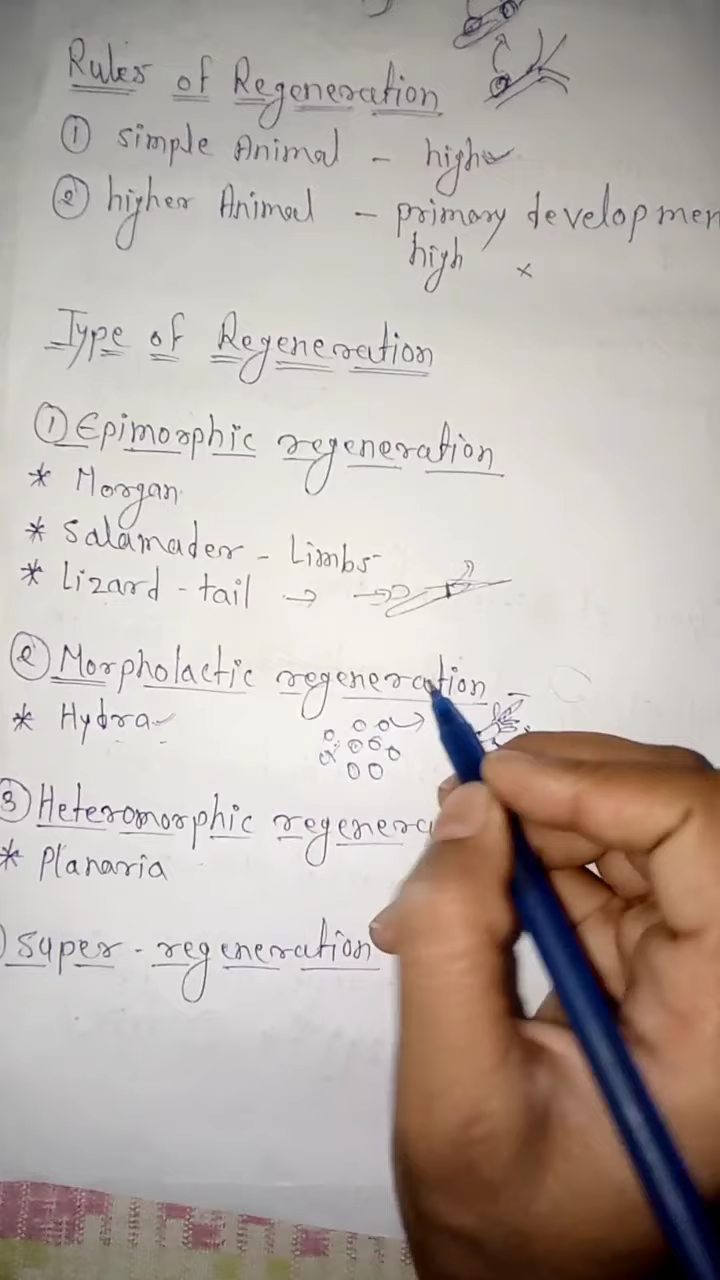 Rules of Regeneration
① simple Animal - high
② higher Animal - primary developmen
high ×
Type of Regeneration
① Epimorphic regeneration
* Morgan
* Salamader - Limbs
* Lizard - tail →
② Morpholactic regeneration -
* Hydra
③ Heteromorphic regenera
* Planaria
) super - regeneration